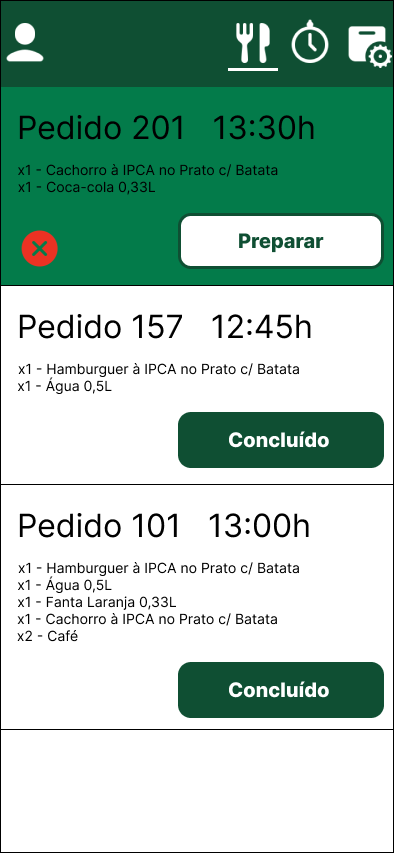 Pedido 201 13:30h
x1 - Cachorro à IPCA no Prato c/ Batata
x1 - Coca-cola 0,33L
Preparar
Pedido 157 12:45h
x1 - Hamburguer à IPCA no Prato c/ Batata
x1 - Água 0,5L
Concluído
Pedido 101 13:00h
x1 - Hamburguer à IPCA no Prato c/ Batata
x1 - Água 0,5L
x1 - Fanta Laranja 0,33L
x1 - Cachorro à IPCA no Prato c/ Batata
x2 - Café
Concluído